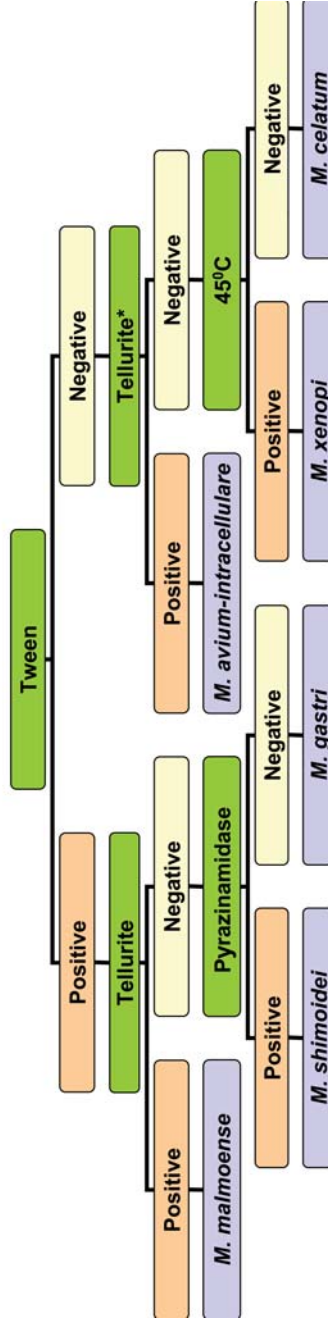 Tween
Positive
Negative
Tellurite
Tellurite*
Positive
Negative
Positive
Negative
M. malmoense
Pyrazinamidase
M. avium-intracellulare
45⁰C
Positive
Negative
Positive
Negative
M. shimoidei
M. gastri
M. xenopi
M. celatum